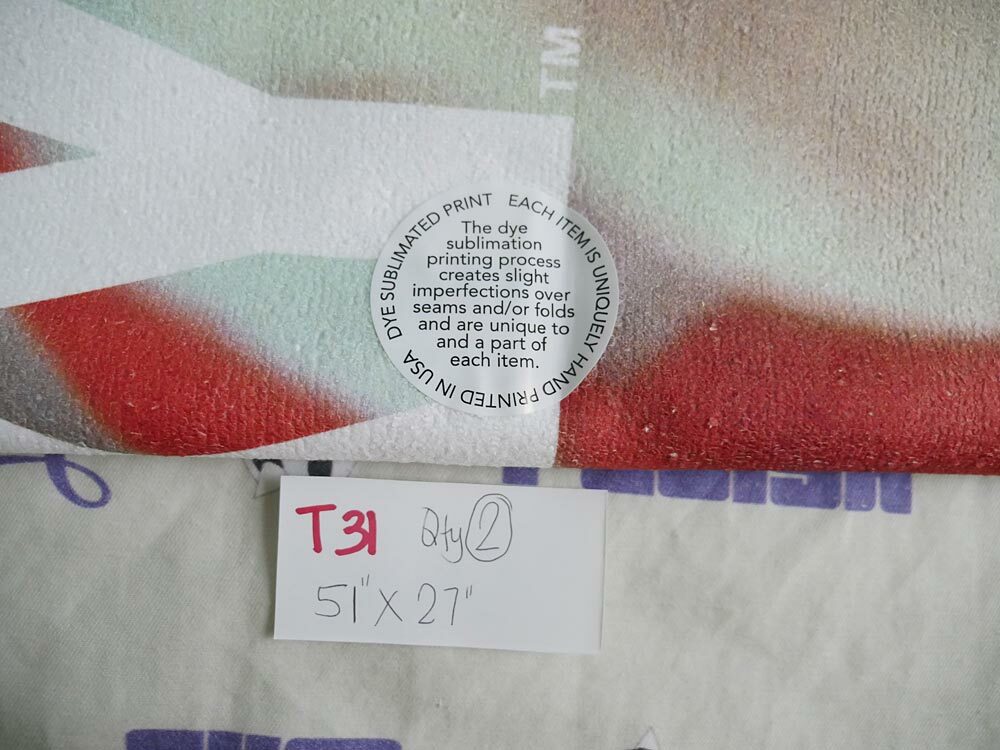 TM
DYE SUBLIMATED PRINT EACH ITEM IS UNIQUELY HAND PRINTED IN USA
The dye
sublimation
printing process
creates slight
imperfections over
seams and/or folds
and are unique to
and a part of
each item.
T31 Qty 2
51" X 27"